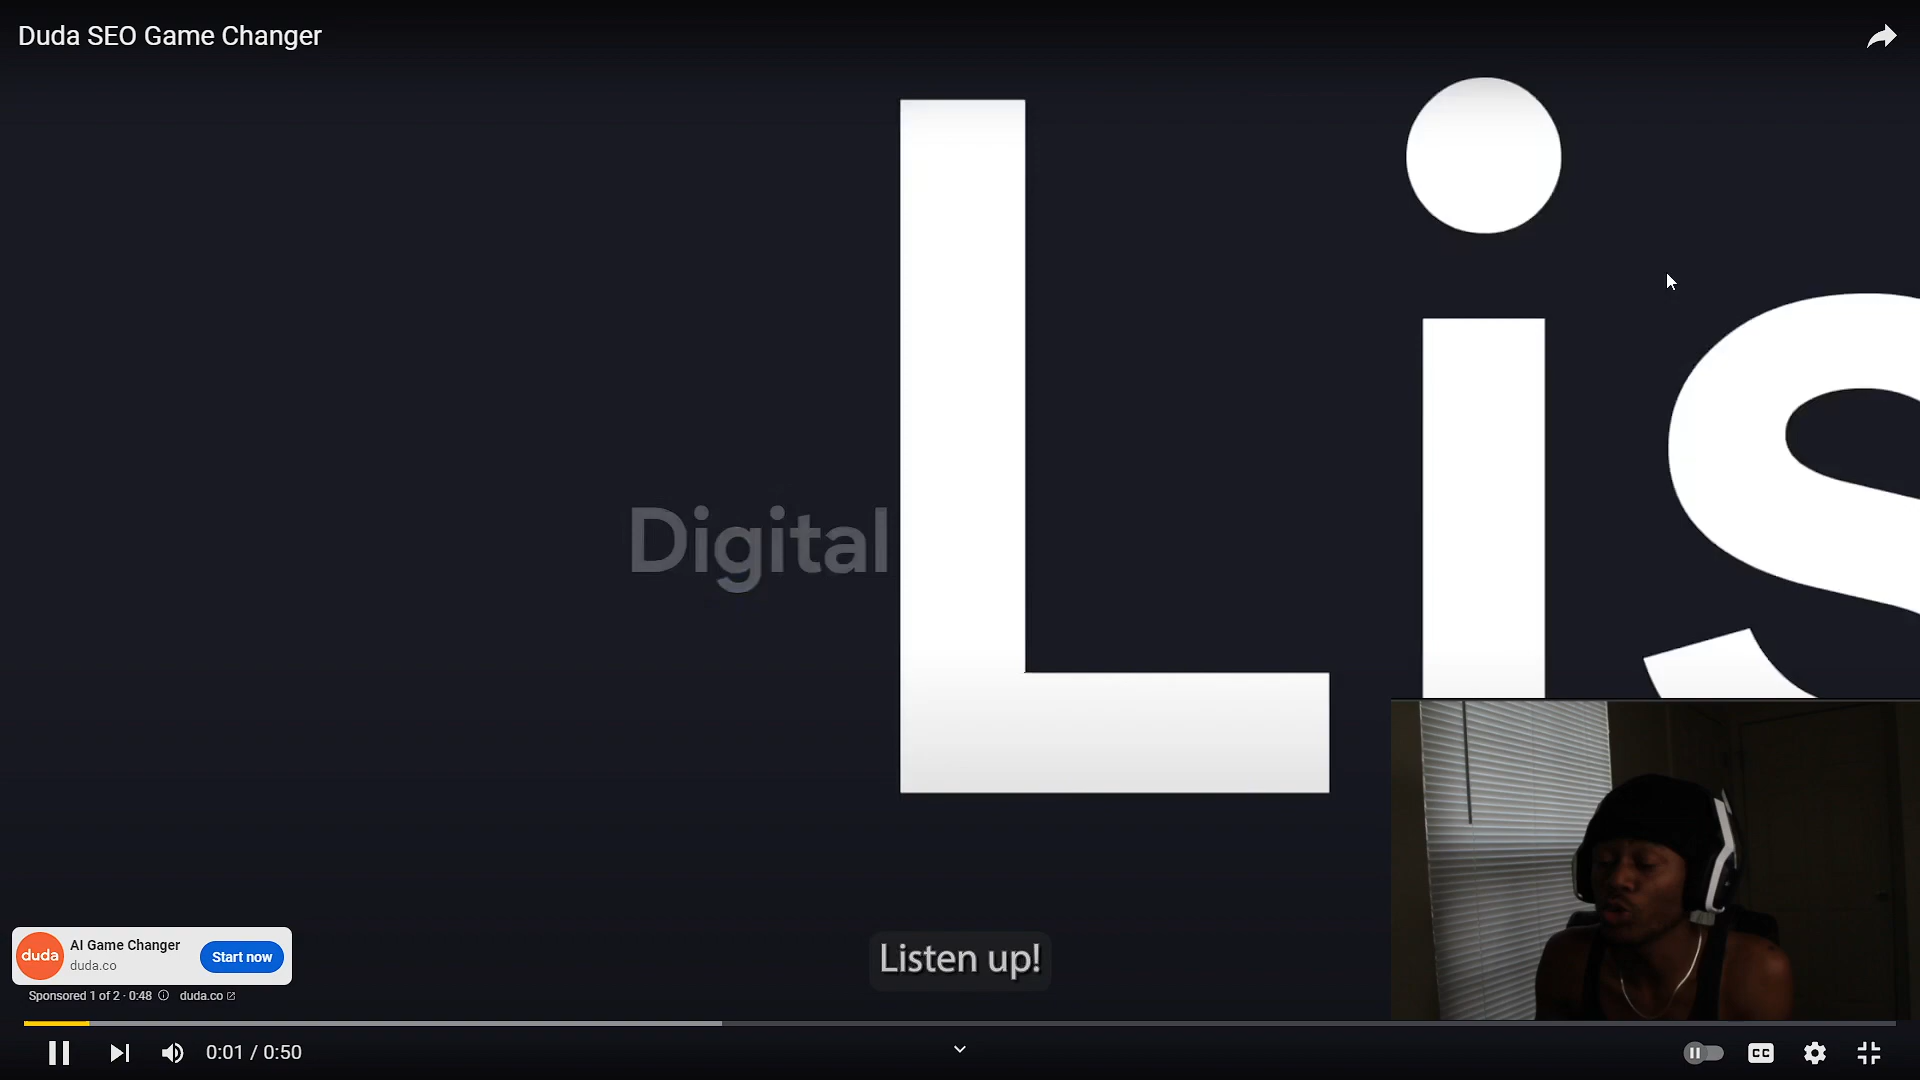 Duda SEO Game Changer
Lis
Digital
Listen up!
duda
AI Game Changer
duda.co
Start now
Sponsored 1 of 2 · 0:48
duda.co
0:01 / 0:50
CC